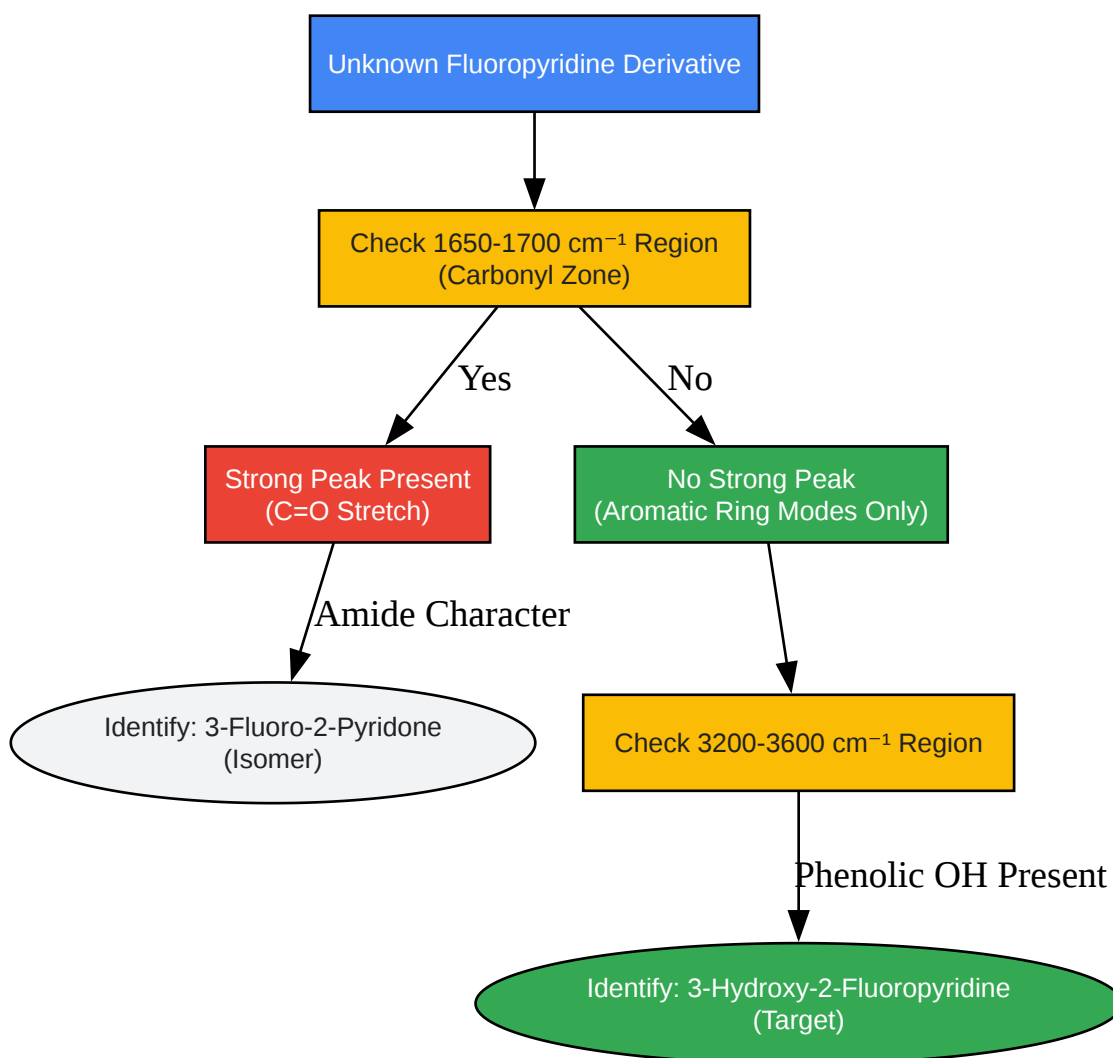 Unknown Fluoropyridine Derivative
Check 1650-1700 cm⁻¹ Region
(Carbonyl Zone)
Yes
No
Strong Peak Present
(C=O Stretch)
No Strong Peak
(Aromatic Ring Modes Only)
Amide Character
Identify: 3-Fluoro-2-Pyridone
(Isomer)
Check 3200-3600 cm⁻¹ Region
Phenolic OH Present
Identify: 3-Hydroxy-2-Fluoropyridine
(Target)